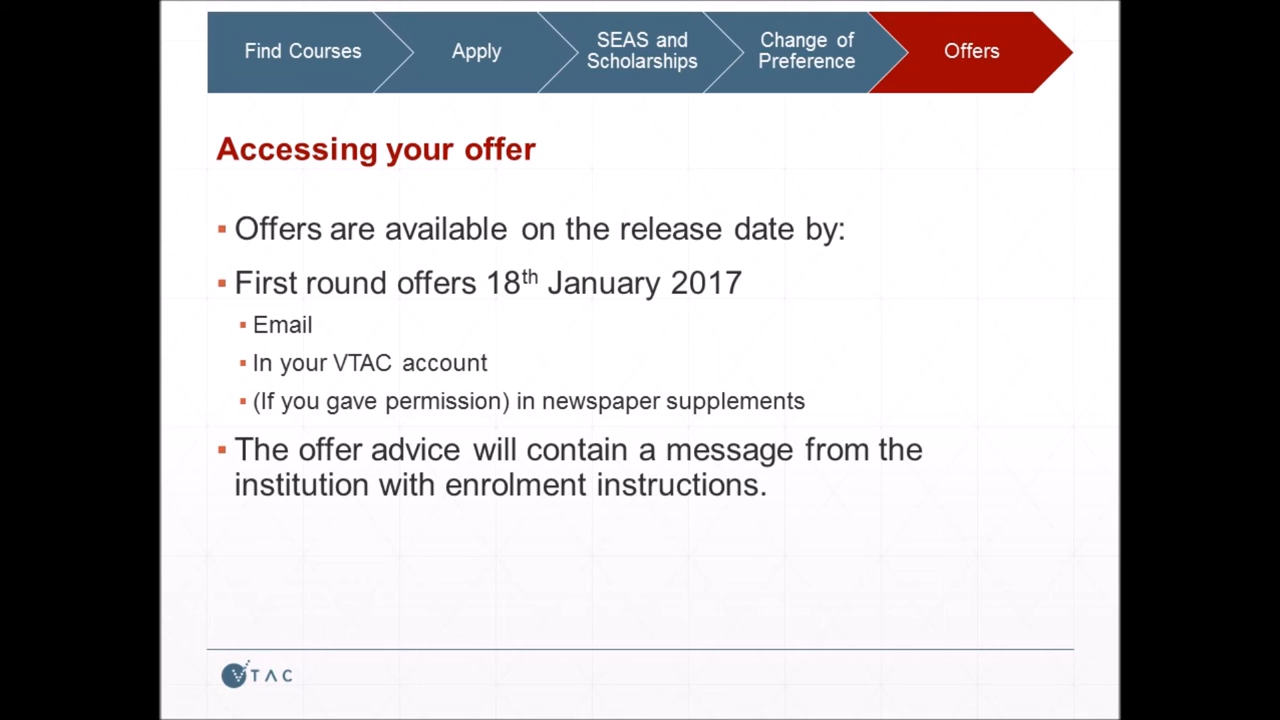 Find Courses
Apply
SEAS and
Scholarships
Change of
Preference
Offers
Accessing your offer
▪ Offers are available on the release date by:
▪ First round offers 18th January 2017
▪ Email
▪ In your VTAC account
▪ (If you gave permission) in newspaper supplements
▪ The offer advice will contain a message from the
institution with enrolment instructions.
VTAC